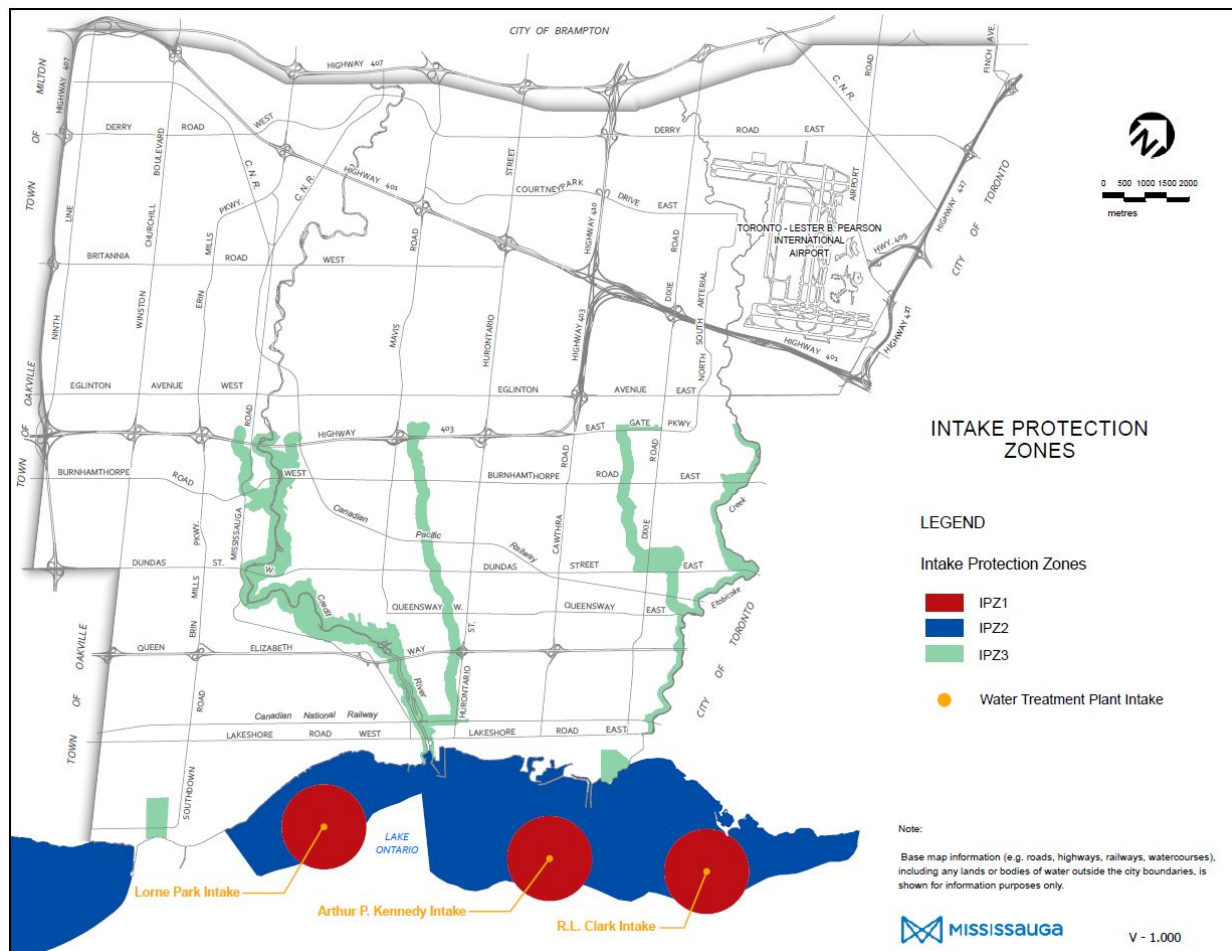 CITY OF BRAMPTON
FINCH AVE.
HIGHWAY 407
HIGHWAY 407
TOWN OF MILTON
C. N. R.
ROAD
DERRY ROAD WEST
DERRY ROAD EAST
BOULEVARD
C.N.R.
C.N.R.
STREET
HIGHWAY 401
COURTNEYPARK DRIVE EAST
AIRPORT
HIGHWAY 427
CITY OF TORONTO
0 500 1000 1500 2000
metres
LINE
CHURCHILL
PKWY.
MILLS
ROAD
HIGHWAY 410
ROAD
TORONTO - LESTER B. PEARSON
INTERNATIONAL
AIRPORT
HWY. 409
BRITANNIA ROAD WEST
NINTH
WINSTON
ERIN
MAVIS
HURONTARIO
HIGHWAY 403
DIXIE
NORTH SOUTH ARTERIAL
HIGHWAY 401
HIGHWAY 427
EGLINTON AVENUE WEST
EGLINTON AVENUE EAST
TOWN OF OAKVILLE
ROAD
HIGHWAY 403
EAST GATE PKWY.
INTAKE PROTECTION
ZONES
BURNHAMTHORPE ROAD WEST
BURNHAMTHORPE ROAD EAST
ROAD
ROAD
Creek
LEGEND
PKWY.
MISSISSAUGA
Canadian Pacific Railway
CAWTHRA
DIXIE
Intake Protection Zones
DUNDAS ST. W.
DUNDAS STREET EAST
IPZ1
MILLS
Credit
QUEENSWAY W.
QUEENSWAY EAST
Etobicoke
IPZ2
ERIN
ST.
QUEEN ELIZABETH WAY
IPZ3
TOWN OF OAKVILLE
ROAD
River
HURONTARIO
CITY OF TORONTO
Water Treatment Plant Intake
Canadian National Railway
LAKESHORE ROAD WEST
LAKESHORE ROAD EAST
SOUTHDOWN
LAKE
ONTARIO
Lorne Park Intake
Arthur P. Kennedy Intake
R.L. Clark Intake
Note:
Base map information (e.g. roads, highways, railways, watercourses),
including any lands or bodies of water outside the city boundaries, is
shown for information purposes only.
MISSISSAUGA
V - 1.000